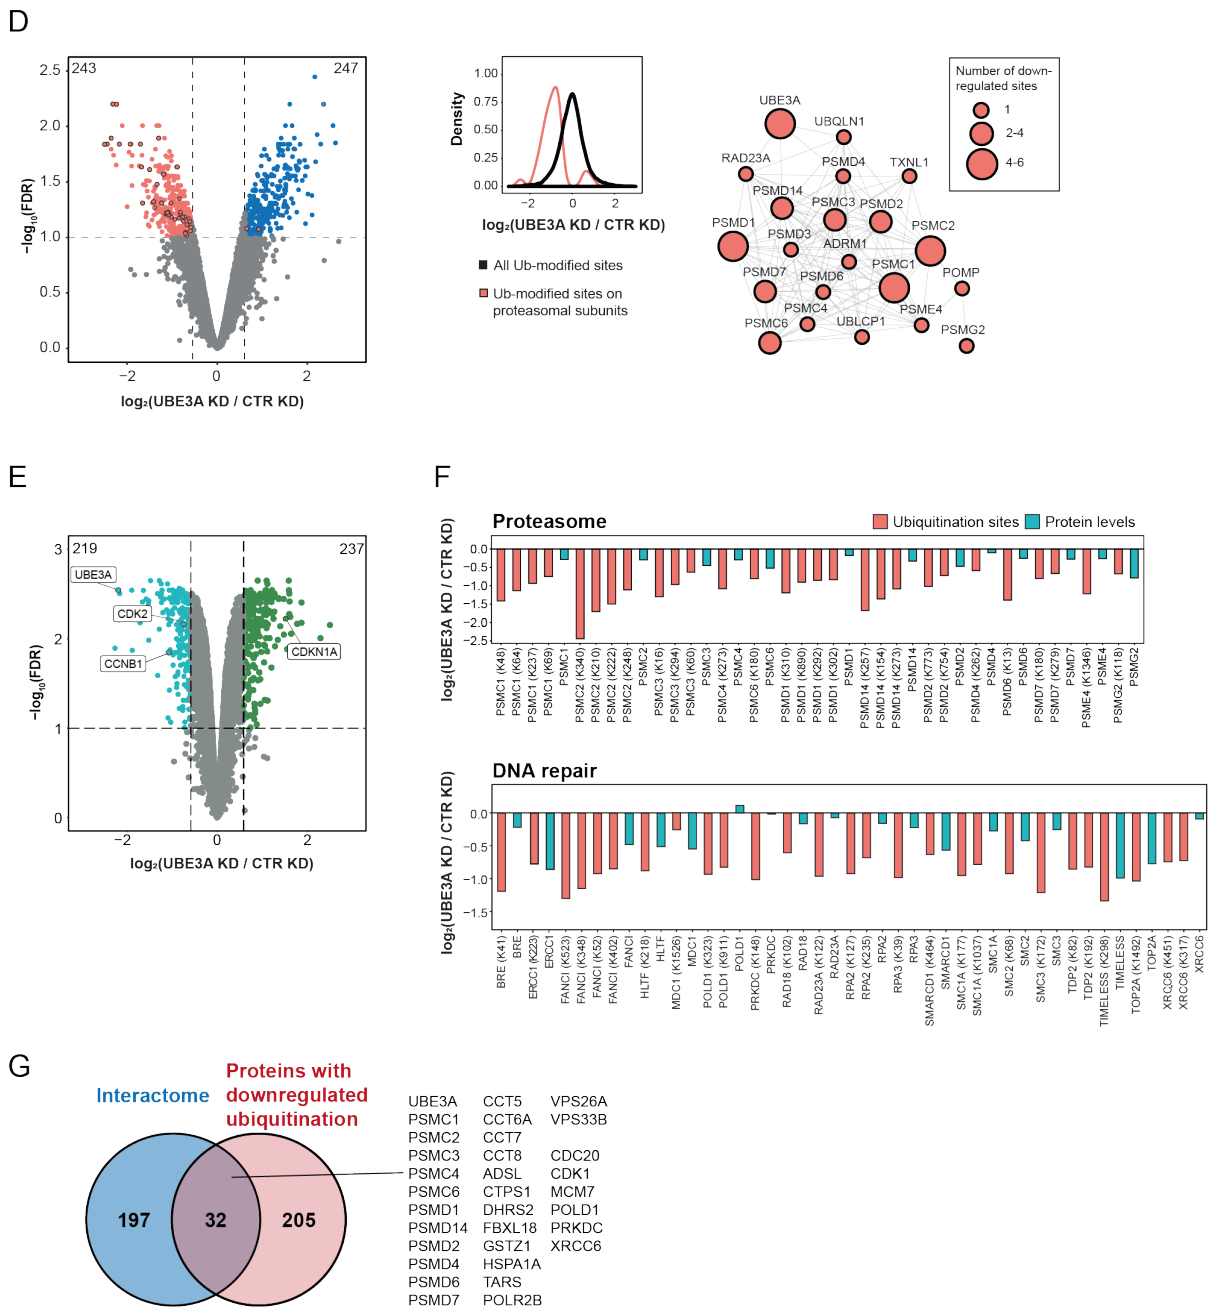 D
243
247
2.5
2.0
1.5
1.0
0.5
0.0
−log₁₀(FDR)
−2
0
2
log₂(UBE3A KD / CTR KD)
1.00
0.75
0.50
0.25
0.00
Density
−2
0
2
log₂(UBE3A KD / CTR KD)
All Ub-modified sites
Ub-modified sites on
proteasomal subunits
UBE3A
UBQLN1
RAD23A
PSMD4
TXNL1
PSMD14
PSMC3
PSMD2
PSMD1
PSMD3
ADRM1
PSMC2
PSMD7
PSMD6
PSMC1
POMP
PSMC4
UBLCP1
PSME4
PSMC6
PSMG2
Number of down-
regulated sites
1
2-4
4-6
E
219
237
3
2
1
0
−log₁₀(FDR)
UBE3A
CDK2
CCNB1
CDKN1A
−2
0
2
log₂(UBE3A KD / CTR KD)
F
Proteasome
Ubiquitination sites
Protein levels
log₂(UBE3A KD / CTR KD)
0.0
−0.5
−1.0
−1.5
−2.0
−2.5
PSMC1 (K48)
PSMC1 (K64)
PSMC1 (K237)
PSMC1 (K69)
PSMC1
PSMC2 (K340)
PSMC2 (K210)
PSMC2 (K222)
PSMC2 (K248)
PSMC2
PSMC3 (K16)
PSMC3 (K294)
PSMC3 (K60)
PSMC3
PSMC4 (K273)
PSMC4
PSMC6 (K180)
PSMC6
PSMD1 (K310)
PSMD1 (K890)
PSMD1 (K292)
PSMD1 (K302)
PSMD1
PSMD14 (K257)
PSMD14 (K154)
PSMD14 (K273)
PSMD14
PSMD2 (K773)
PSMD2 (K754)
PSMD2
PSMD4 (K262)
PSMD4
PSMD6 (K13)
PSMD6
PSMD7 (K180)
PSMD7 (K279)
PSMD7
PSME4 (K1346)
PSME4
PSMG2 (K118)
PSMG2
DNA repair
log₂(UBE3A KD / CTR KD)
0.0
−0.5
−1.0
−1.5
BRE (K41)
BRE
ERCC1 (K223)
ERCC1
FANCI (K523)
FANCI (K348)
FANCI (K52)
FANCI (K402)
FANCI
HLTF (K218)
HLTF
MDC1 (K1526)
MDC1
POLD1 (K323)
POLD1 (K911)
POLD1
PRKDC (K148)
PRKDC
RAD18 (K102)
RAD18
RAD23A (K122)
RAD23A
RPA2 (K127)
RPA2 (K235)
RPA2
RPA3 (K39)
RPA3
SMARCD1 (K464)
SMARCD1
SMC1A (K177)
SMC1A (K1037)
SMC1A
SMC2 (K68)
SMC2
SMC3 (K172)
SMC3
TDP2 (K82)
TDP2 (K192)
TIMELESS (K298)
TIMELESS
TOP2A (K1492)
TOP2A
XRCC6 (K451)
XRCC6 (K317)
XRCC6
G
Interactome
Proteins with
downregulated
ubiquitination
197
32
205
UBE3A CCT5 VPS26A
PSMC1 CCT6A VPS33B
PSMC2 CCT7
PSMC3 CCT8 CDC20
PSMC4 ADSL CDK1
PSMC6 CTPS1 MCM7
PSMD1 DHRS2 POLD1
PSMD14 FBXL18 PRKDC
PSMD2 GSTZ1 XRCC6
PSMD4 HSPA1A
PSMD6 TARS
PSMD7 POLR2B